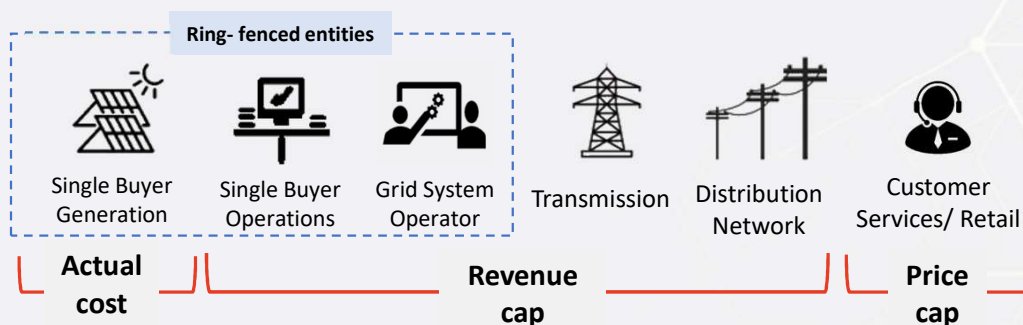 Ring- fenced entities
Single Buyer
Generation
Single Buyer
Operations
Grid System
Operator
Transmission
Distribution
Network
Customer
Services/ Retail
Actual
cost
Revenue
cap
Price
cap